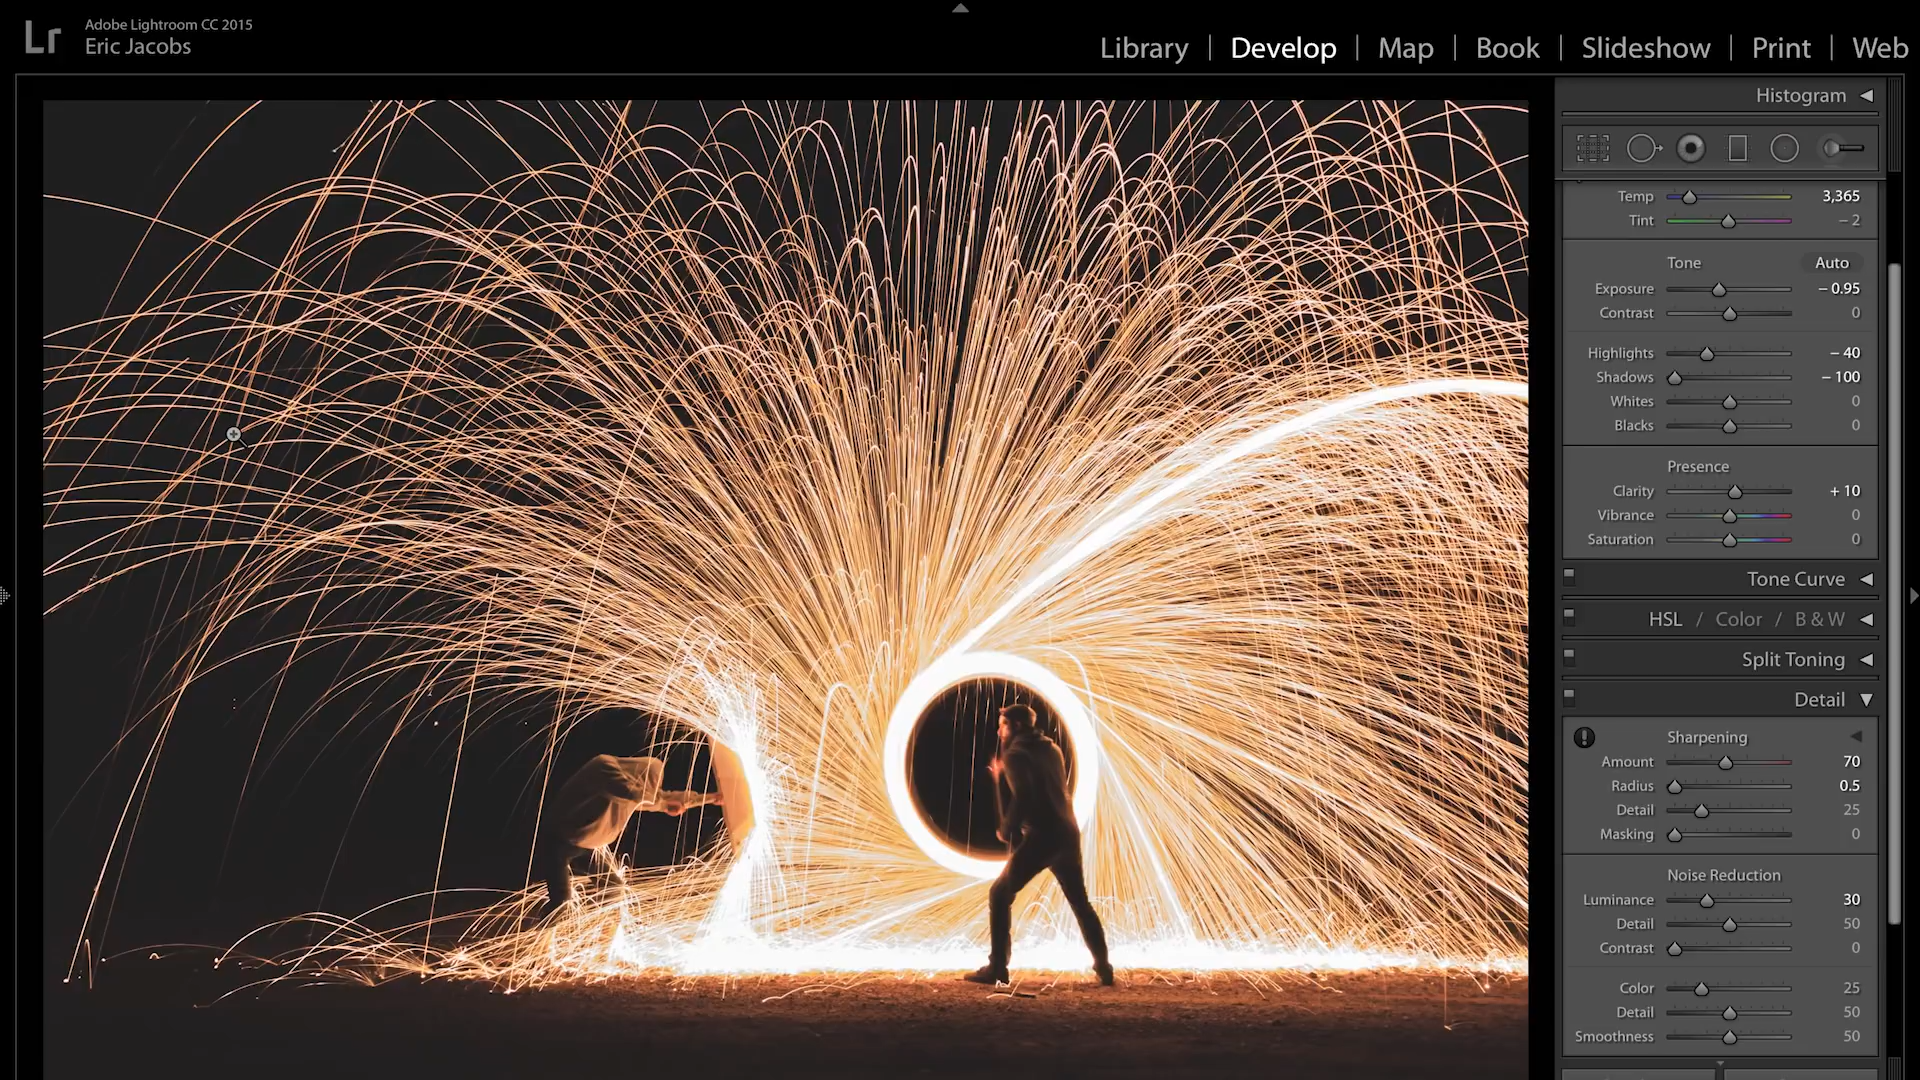 Lr
Adobe Lightroom CC 2015
Eric Jacobs
Library | Develop | Map | Book | Slideshow | Print | Web
Histogram
Temp 3,365
Tint – 2
Tone Auto
Exposure – 0.95
Contrast 0
Highlights – 40
Shadows – 100
Whites 0
Blacks 0
Presence
Clarity + 10
Vibrance 0
Saturation 0
Tone Curve
HSL / Color / B & W
Split Toning
Detail
Sharpening
Amount 70
Radius 0.5
Detail 25
Masking 0
Noise Reduction
Luminance 30
Detail 50
Contrast 0
Color 25
Detail 50
Smoothness 50